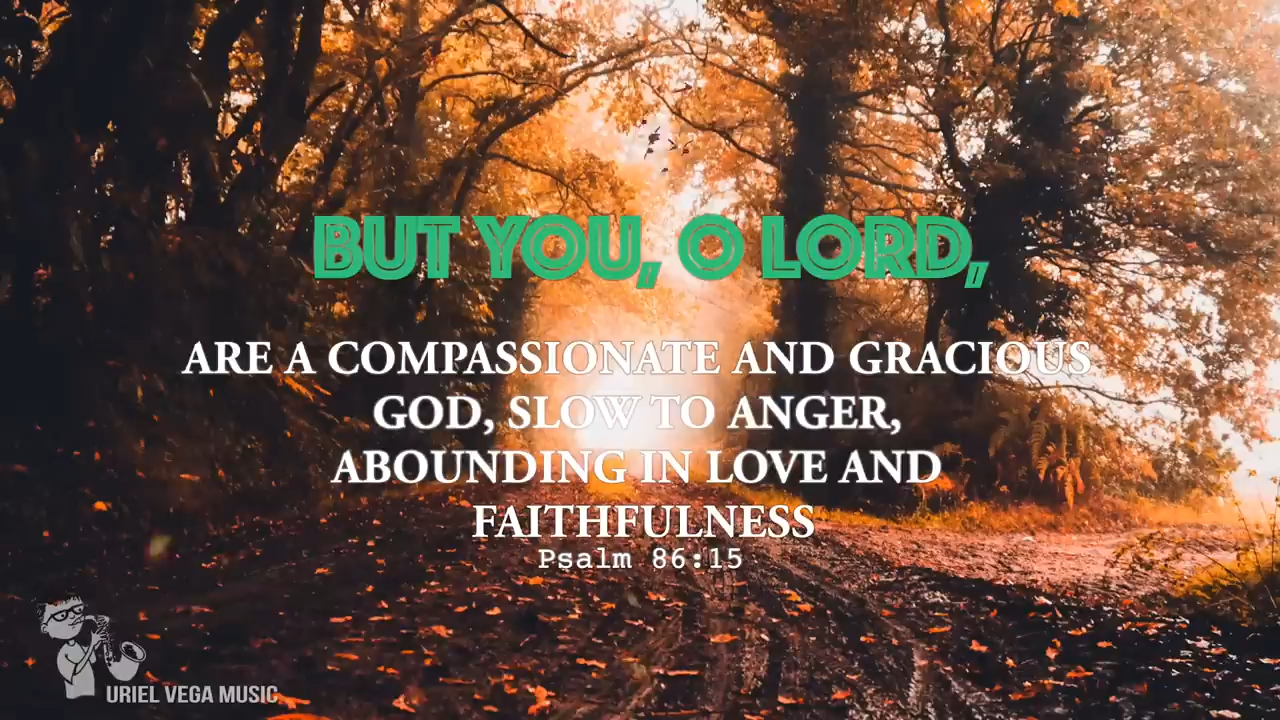 BUT YOU, O LORD,
ARE A COMPASSIONATE AND GRACIOUS
GOD, SLOW TO ANGER,
ABOUNDING IN LOVE AND
FAITHFULNESS
Psalm 86:15
URIEL VEGA MUSIC